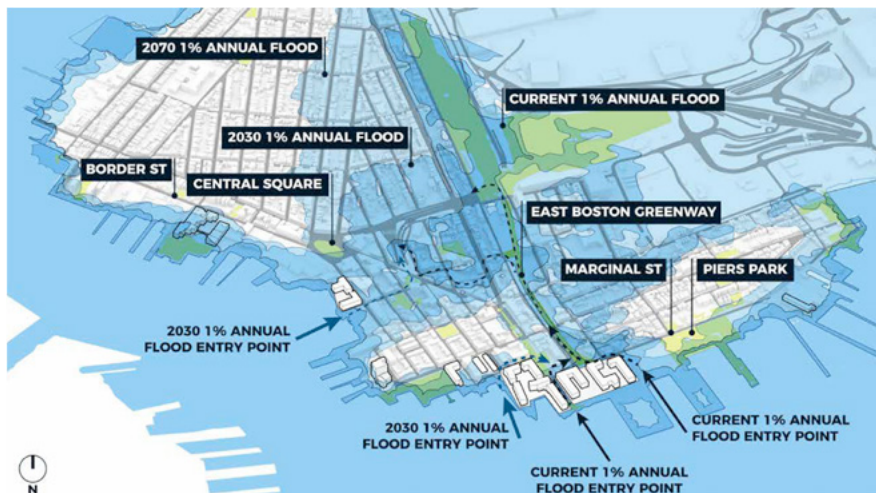 2070 1% ANNUAL FLOOD
CURRENT 1% ANNUAL FLOOD
2030 1% ANNUAL FLOOD
BORDER ST
CENTRAL SQUARE
EAST BOSTON GREENWAY
MARGINAL ST
PIERS PARK
2030 1% ANNUAL
FLOOD ENTRY POINT
2030 1% ANNUAL
FLOOD ENTRY POINT
CURRENT 1% ANNUAL
FLOOD ENTRY POINT
CURRENT 1% ANNUAL
FLOOD ENTRY POINT
N